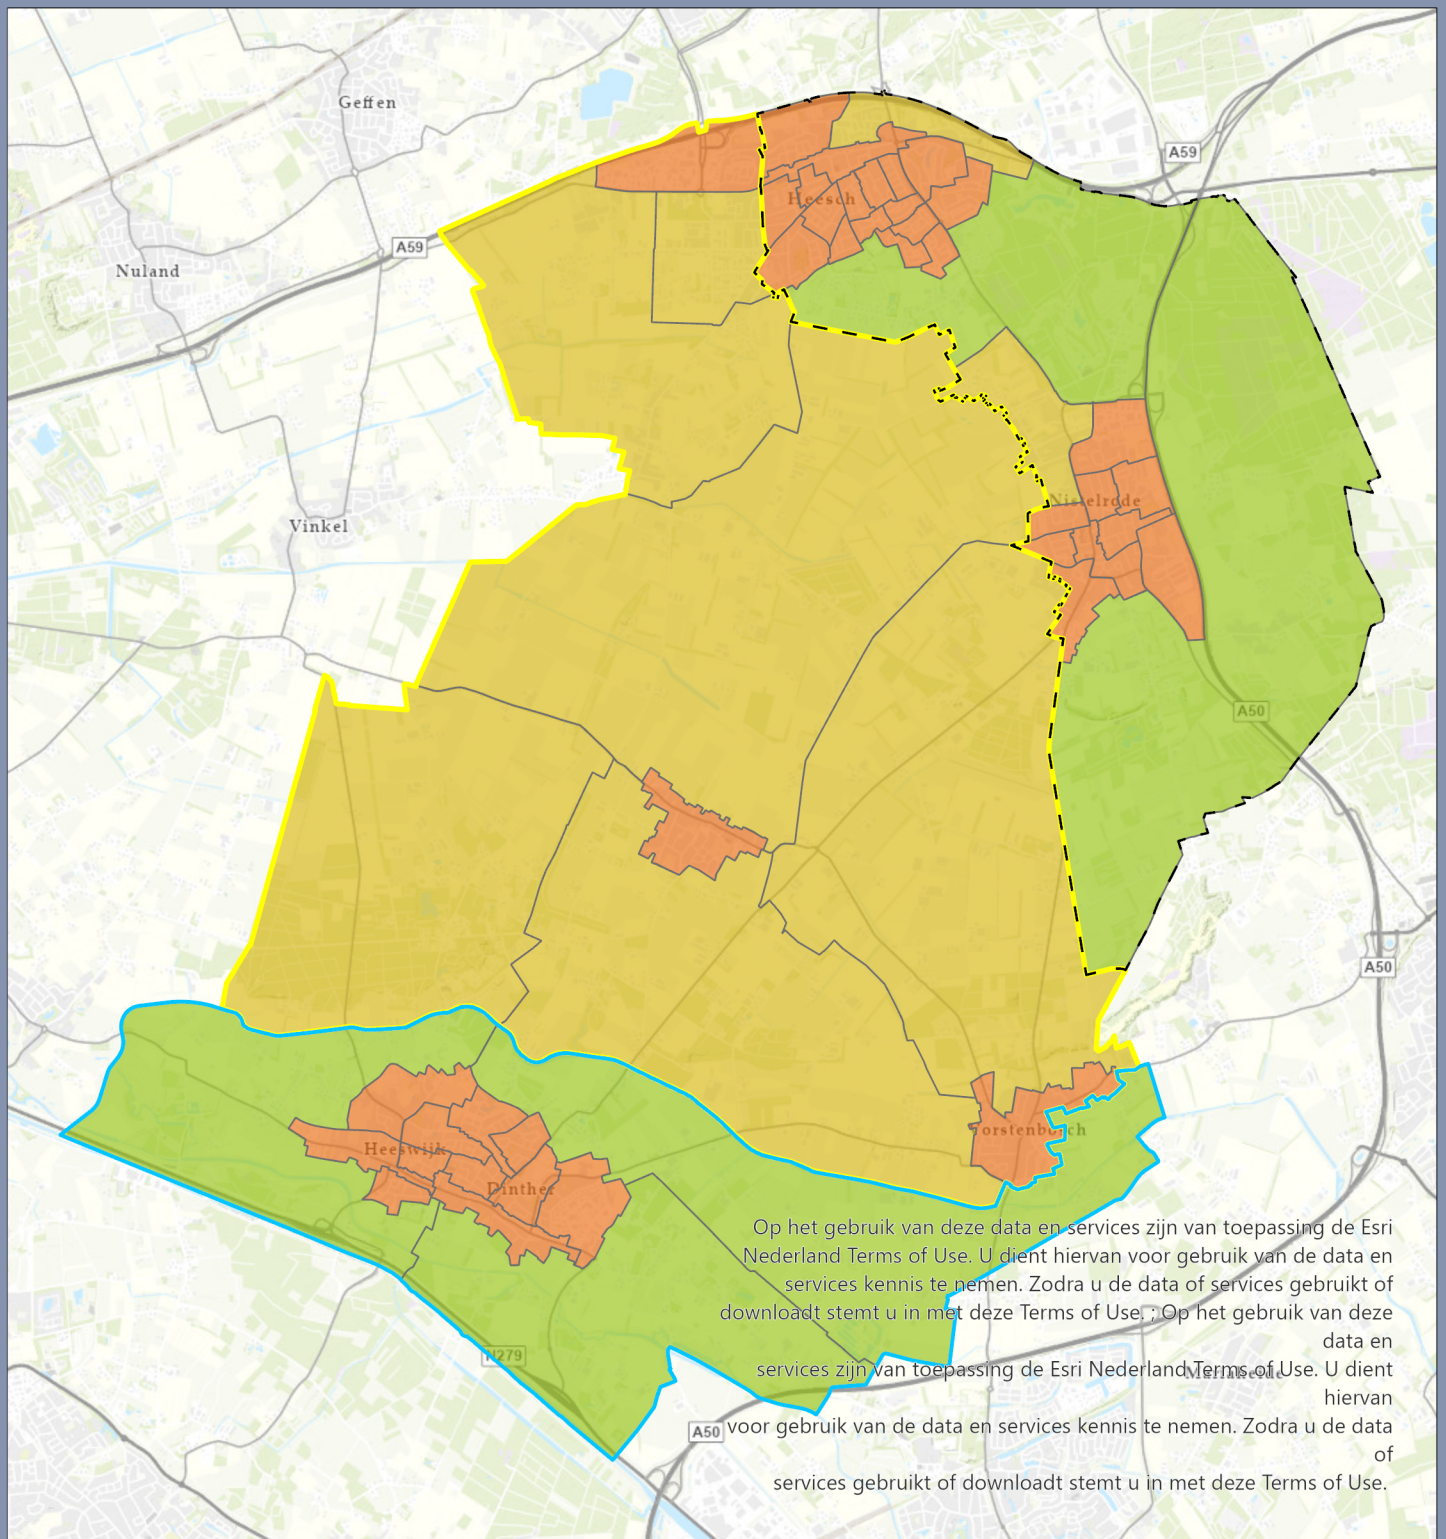 Geffen
A59
Heesch
A59
Nuland
Nistelrode
Vinkel
A50
A50
Heeswijk
Dinther
Op het gebruik van deze data en services zijn van toepassing de Esri
Nederland Terms of Use. U dient hiervan voor gebruik van de data en
services kennis te nemen. Zodra u de data of services gebruikt of
downloadt stemt u in met deze Terms of Use. ; Op het gebruik van deze
data en
services zijn van toepassing de Esri Nederland Terms of Use. U dient
hiervan
voor gebruik van de data en services kennis te nemen. Zodra u de data
of
services gebruikt of downloadt stemt u in met deze Terms of Use.
N279
A50